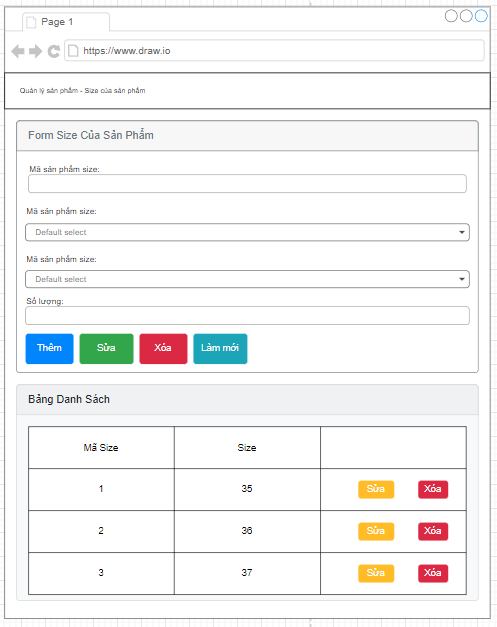 Page 1
https://www.draw.io
Quản lý sản phẩm - Size của sản phẩm
Form Size Của Sản Phẩm
Mã sản phẩm size:
Mã sản phẩm size:
Default select
Mã sản phẩm size:
Default select
Số lượng:
Thêm Sửa Xóa Làm mới
Bảng Danh Sách
Mã Size Size
1 35 Sửa Xóa
2 36 Sửa Xóa
3 37 Sửa Xóa